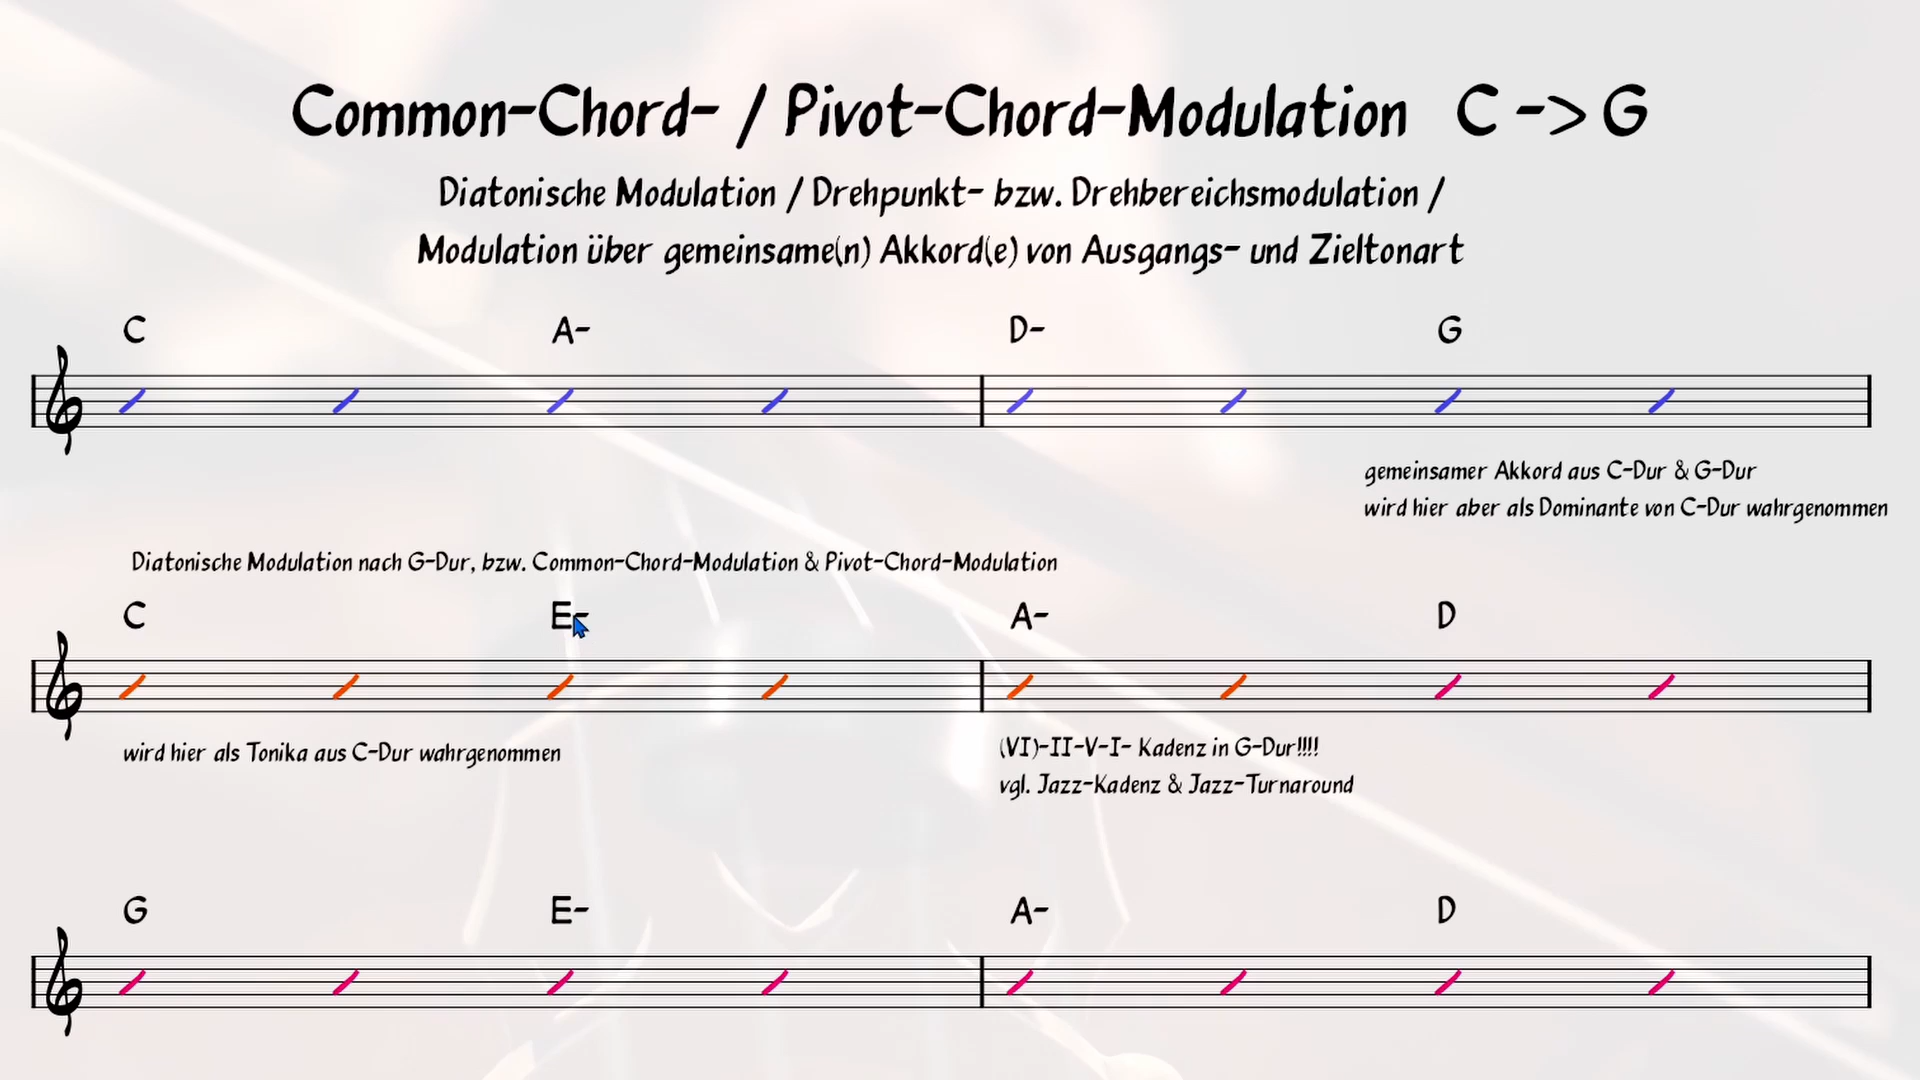 Common-Chord- / Pivot-Chord-Modulation C -> G
Diatonische Modulation / Drehpunkt- bzw. Drehbereichsmodulation /
Modulation über gemeinsame(n) Akkord(e) von Ausgangs- und Zieltonart
C A- D- G
gemeinsamer Akkord aus C-Dur & G-Dur
wird hier aber als Dominante von C-Dur wahrgenommen
Diatonische Modulation nach G-Dur, bzw. Common-Chord-Modulation & Pivot-Chord-Modulation
C E- A- D
wird hier als Tonika aus C-Dur wahrgenommen
(VI)-II-V-I- Kadenz in G-Dur!!!!
vgl. Jazz-Kadenz & Jazz-Turnaround
G E- A- D